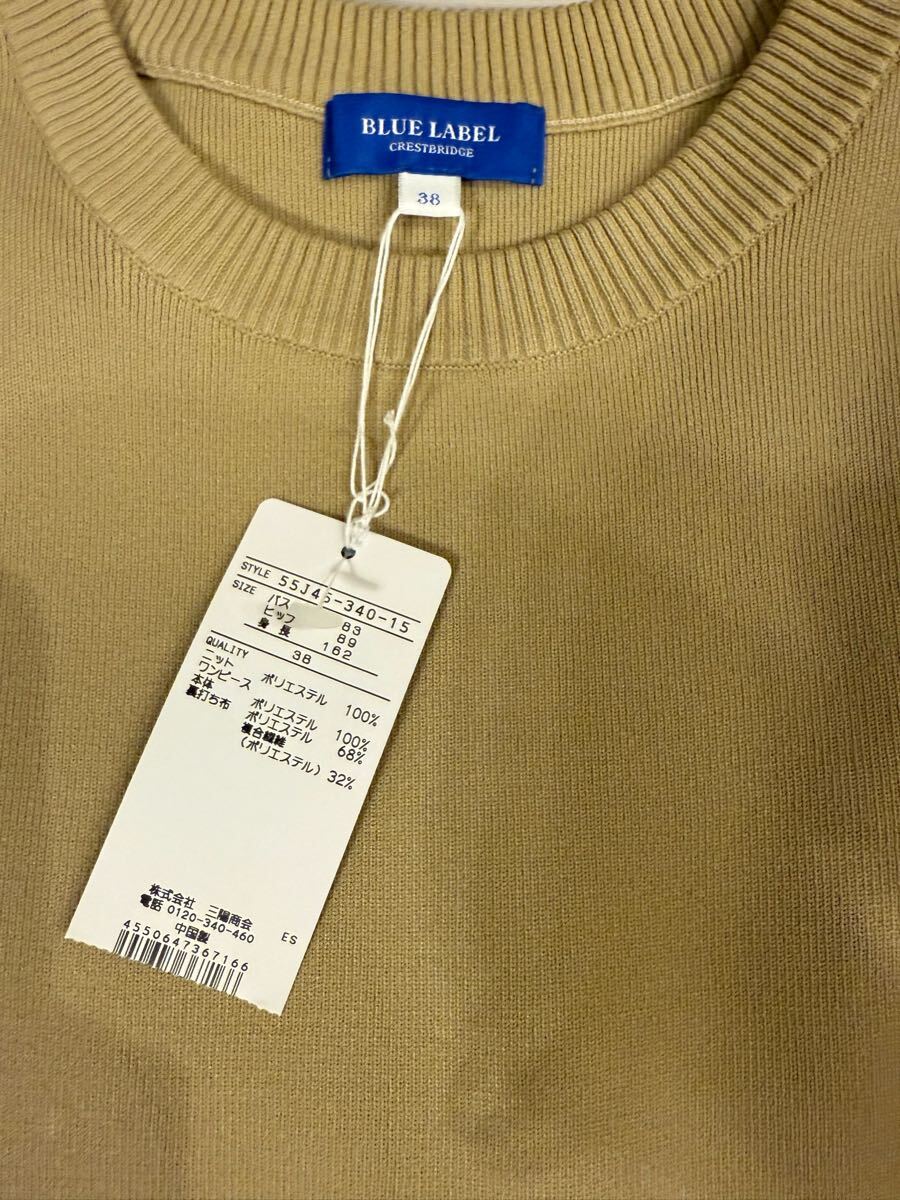 BLUE LABEL
CRESTBRIDGE
38
STYLE 55J45-340-15
SIZE バス 83
ヒップ 89
身長 162
38
QUALITY
ニット ポリエステル 100%
ワンピース
本体 ポリエステル 100%
裏打ち布 ポリエステル 68%
複合繊維
(ポリエステル) 32%
株式会社 三陽商会
電話 0120-340-460
中国製 ES
4550647367166